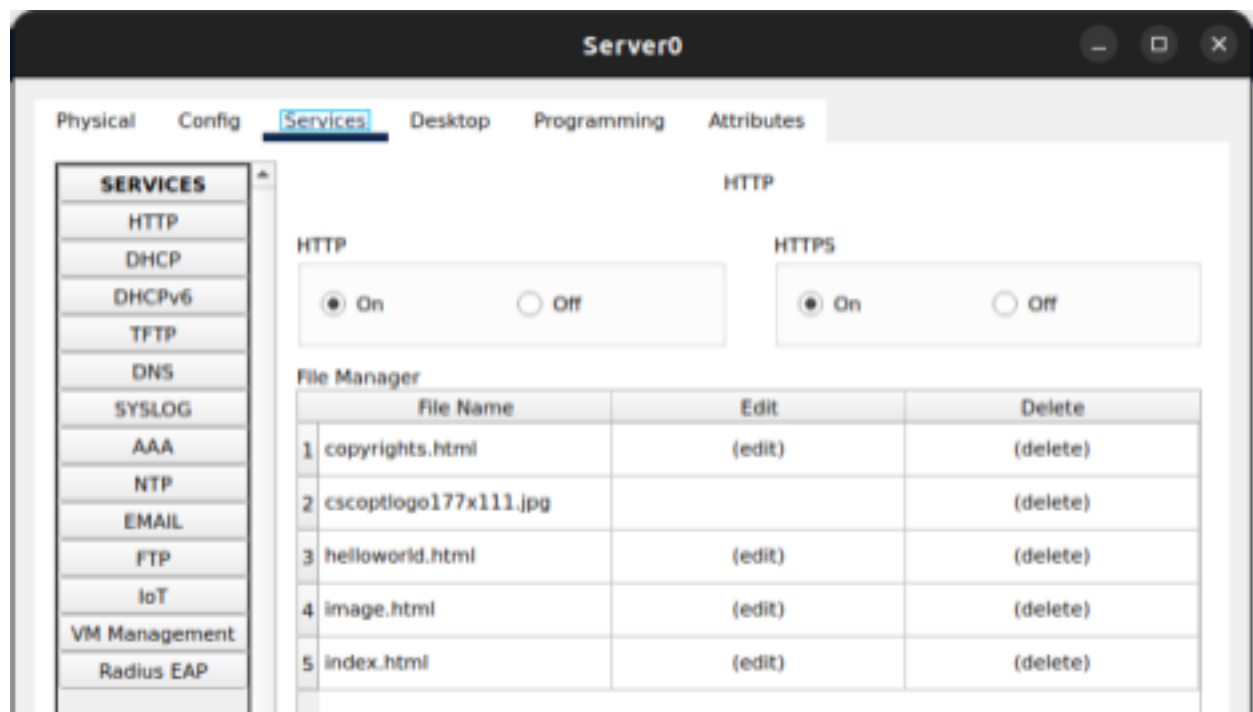 Server0
Physical Config Services Desktop Programming Attributes
SERVICES
HTTP
DHCP
DHCPv6
TFTP
DNS
SYSLOG
AAA
NTP
EMAIL
FTP
IoT
VM Management
Radius EAP
HTTP
HTTP HTTPS
On Off On Off
File Manager
File Name Edit Delete
1 copyrights.html (edit) (delete)
2 cscoptlogo177x111.jpg (delete)
3 helloworld.html (edit) (delete)
4 image.html (edit) (delete)
5 index.html (edit) (delete)